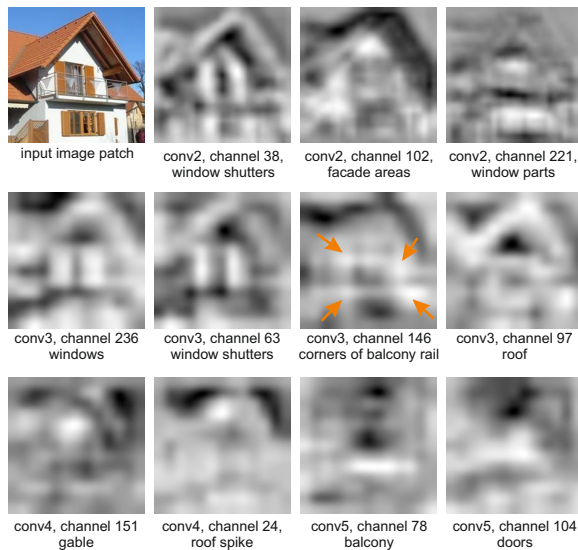 input image patch
conv2, channel 38,
window shutters
conv2, channel 102,
facade areas
conv2, channel 221,
window parts
conv3, channel 236
windows
conv3, channel 63
window shutters
conv3, channel 146
corners of balcony rail
conv3, channel 97
roof
conv4, channel 151
gable
conv4, channel 24,
roof spike
conv5, channel 78
balcony
conv5, channel 104
doors